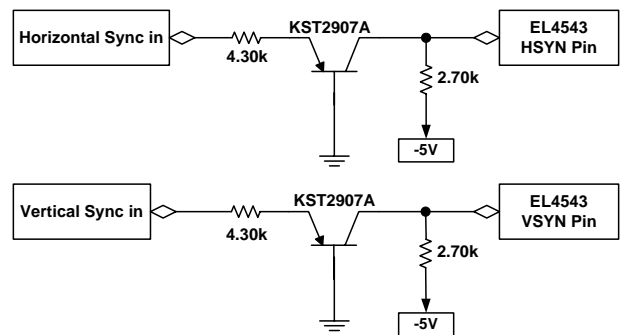 Horizontal Sync in
4.30k
KST2907A
2.70k
-5V
EL4543
HSYN Pin
Vertical Sync in
4.30k
KST2907A
2.70k
-5V
EL4543
VSYN Pin